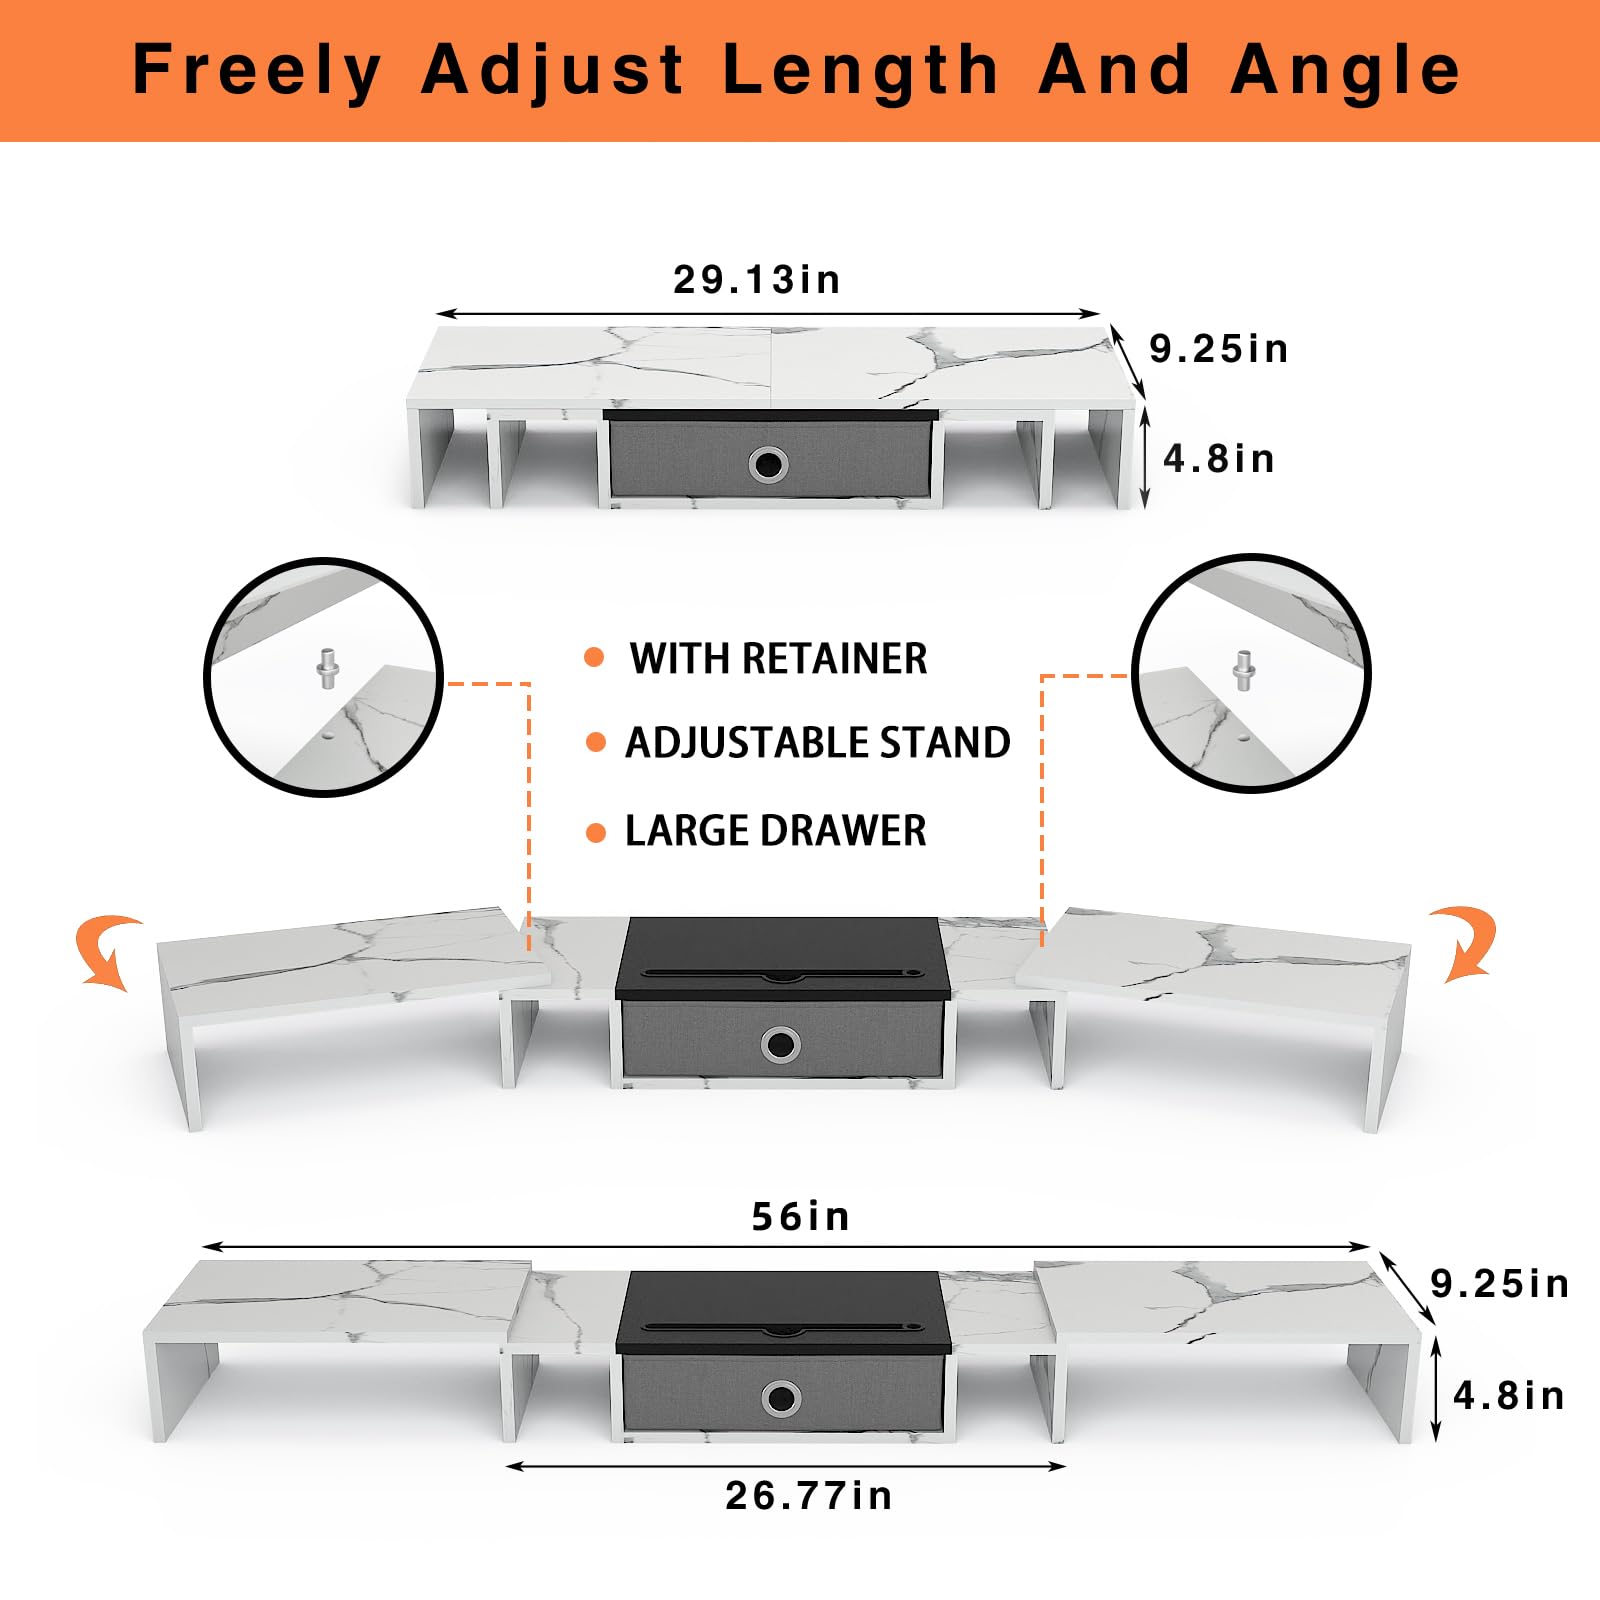 Freely Adjust Length And Angle
29.13in
9.25in
4.8in
WITH RETAINER
ADJUSTABLE STAND
LARGE DRAWER
56in
9.25in
4.8in
26.77in